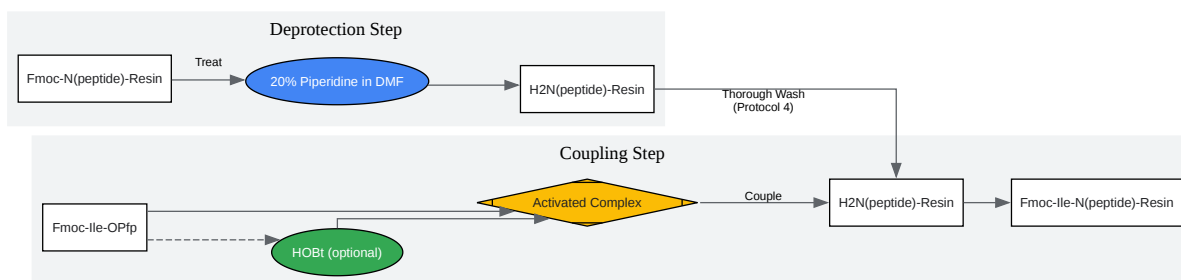 Deprotection Step
Fmoc-N(peptide)-Resin
Treat
20% Piperidine in DMF
H2N(peptide)-Resin
Thorough Wash
(Protocol 4)
Coupling Step
Fmoc-Ile-OPfp
HOBt (optional)
Activated Complex
Couple
H2N(peptide)-Resin
Fmoc-Ile-N(peptide)-Resin